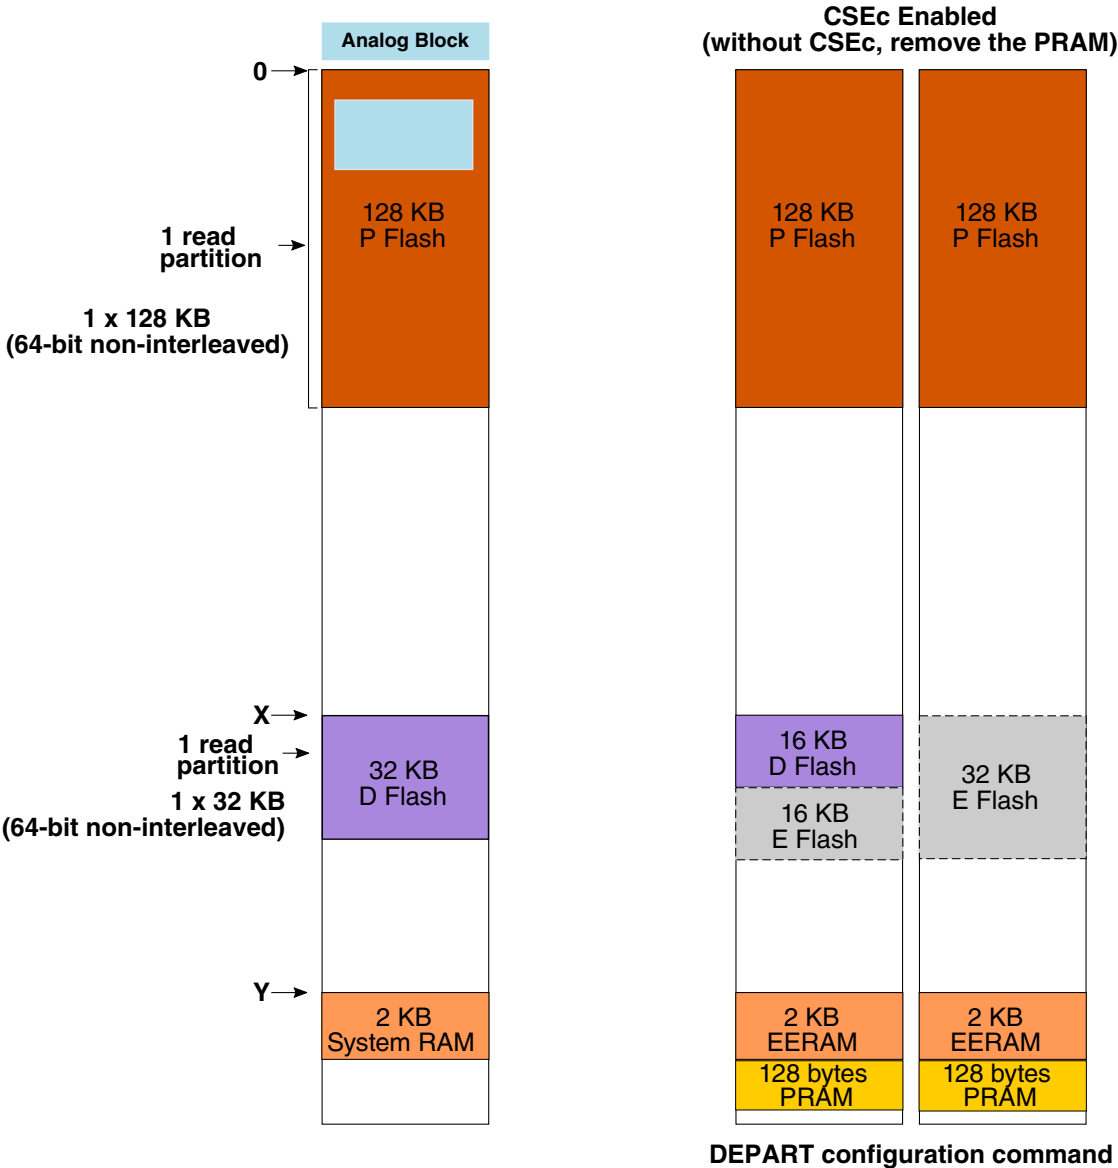 Analog Block
CSEc Enabled
(without CSEc, remove the PRAM)
0
128 KB
P Flash
1 read
partition
1 x 128 KB
(64-bit non-interleaved)
128 KB
P Flash
128 KB
P Flash
X
1 read
partition
1 x 32 KB
(64-bit non-interleaved)
32 KB
D Flash
16 KB
D Flash
16 KB
E Flash
32 KB
E Flash
Y
2 KB
System RAM
2 KB
EERAM
128 bytes
PRAM
2 KB
EERAM
128 bytes
PRAM
DEPART configuration command